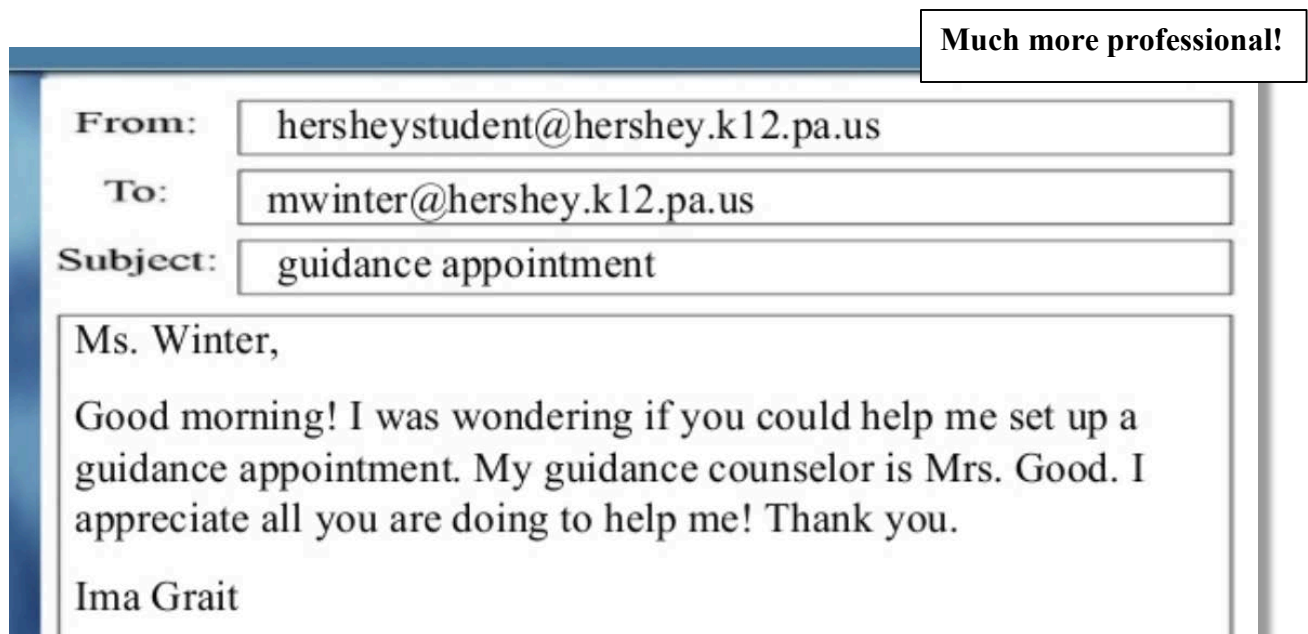 Much more professional!
From: hersheystudent@hershey.k12.pa.us
To: mwinter@hershey.k12.pa.us
Subject: guidance appointment
Ms. Winter,
Good morning! I was wondering if you could help me set up a
guidance appointment. My guidance counselor is Mrs. Good. I
appreciate all you are doing to help me! Thank you.
Ima Grait